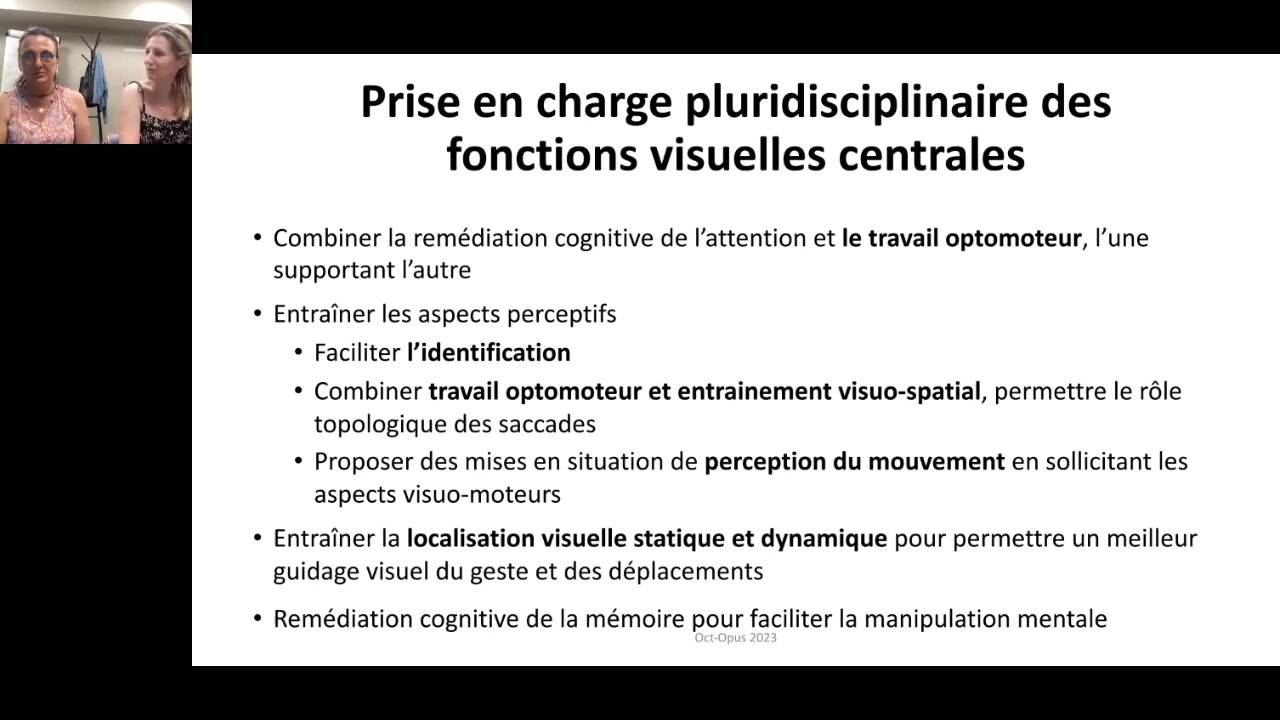 Prise en charge pluridisciplinaire des
fonctions visuelles centrales
• Combiner la remédiation cognitive de l’attention et le travail optomoteur, l’une
supportant l’autre
• Entraîner les aspects perceptifs
• Faciliter l’identification
• Combiner travail optomoteur et entrainement visuo-spatial, permettre le rôle
topologique des saccades
• Proposer des mises en situation de perception du mouvement en sollicitant les
aspects visuo-moteurs
• Entraîner la localisation visuelle statique et dynamique pour permettre un meilleur
guidage visuel du geste et des déplacements
• Remédiation cognitive de la mémoire pour faciliter la manipulation mentale
Oct-Opus 2023